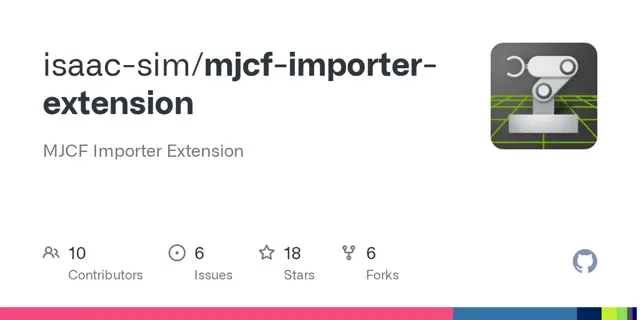 isaac-sim/mjcf-importer-
extension
MJCF Importer Extension
10 6 18 6
Contributors Issues Stars Forks